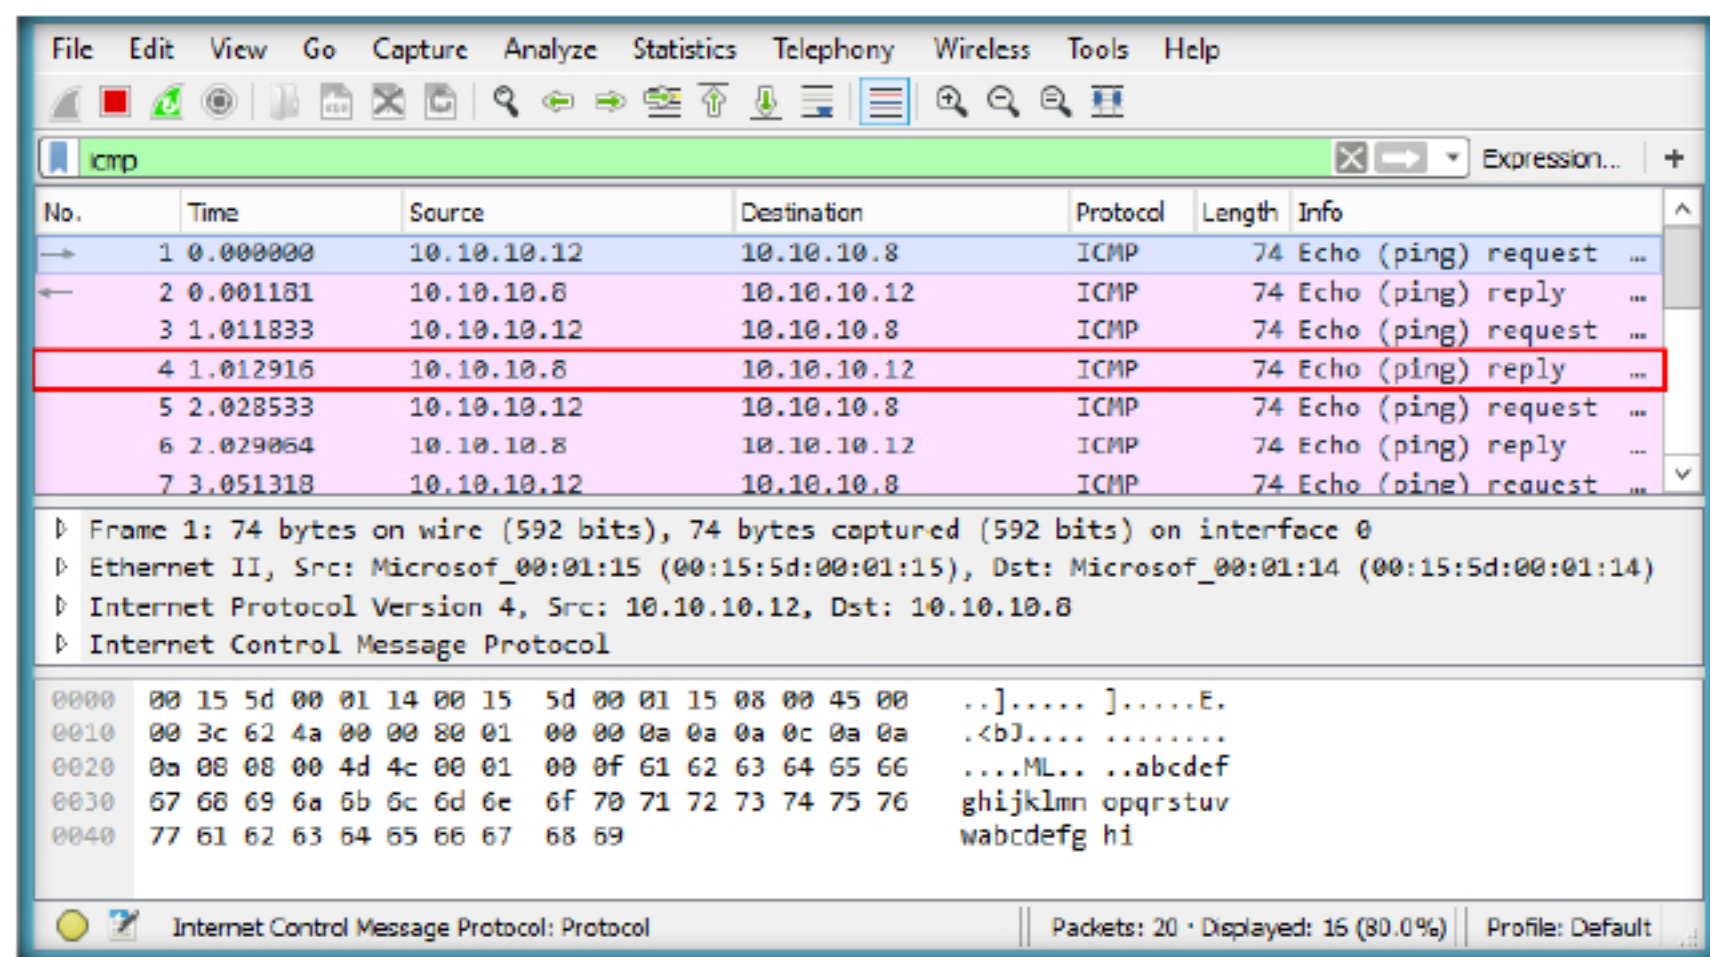 File Edit View Go Capture Analyze Statistics Telephony Wireless Tools Help
icmp Expression... +
No. Time Source Destination Protocol Length Info
1 0.000000 10.10.10.12 10.10.10.8 ICMP 74 Echo (ping) request ...
2 0.001181 10.10.10.8 10.10.10.12 ICMP 74 Echo (ping) reply ...
3 1.011833 10.10.10.12 10.10.10.8 ICMP 74 Echo (ping) request ...
4 1.012916 10.10.10.8 10.10.10.12 ICMP 74 Echo (ping) reply ...
5 2.028533 10.10.10.12 10.10.10.8 ICMP 74 Echo (ping) request ...
6 2.029064 10.10.10.8 10.10.10.12 ICMP 74 Echo (ping) reply ...
7 3.051318 10.10.10.12 10.10.10.8 ICMP 74 Echo (ping) request ...
Frame 1: 74 bytes on wire (592 bits), 74 bytes captured (592 bits) on interface 0
Ethernet II, Src: Microsof_00:01:15 (00:15:5d:00:01:15), Dst: Microsof_00:01:14 (00:15:5d:00:01:14)
Internet Protocol Version 4, Src: 10.10.10.12, Dst: 10.10.10.8
Internet Control Message Protocol
0000 00 15 5d 00 01 14 00 15 5d 00 01 15 08 00 45 00 ..]..... ].....E.
0010 00 3c 62 4a 00 00 80 01 00 00 0a 0a 0a 0c 0a 0a .<bJ.... ........
0020 0a 08 08 00 4d 4c 00 01 00 0f 61 62 63 64 65 66 ....ML.. ..abcdef
0030 67 68 69 6a 6b 6c 6d 6e 6f 70 71 72 73 74 75 76 ghijklmn opqrstuv
0040 77 61 62 63 64 65 66 67 68 69 wabcdefg hi
Internet Control Message Protocol: Protocol Packets: 20 · Displayed: 16 (80.0%) Profile: Default